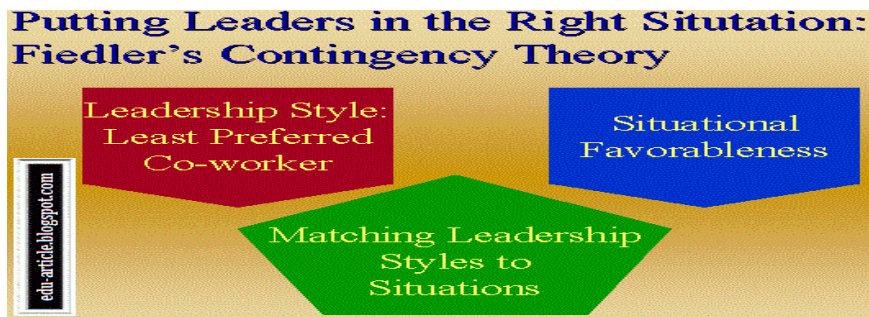 Putting Leaders in the Right Situtation:
Fiedler's Contingency Theory
Leadership Style:
Least Preferred
Co-worker
Situational
Favorableness
Matching Leadership
Styles to
Situations
edu-article.blogspot.com